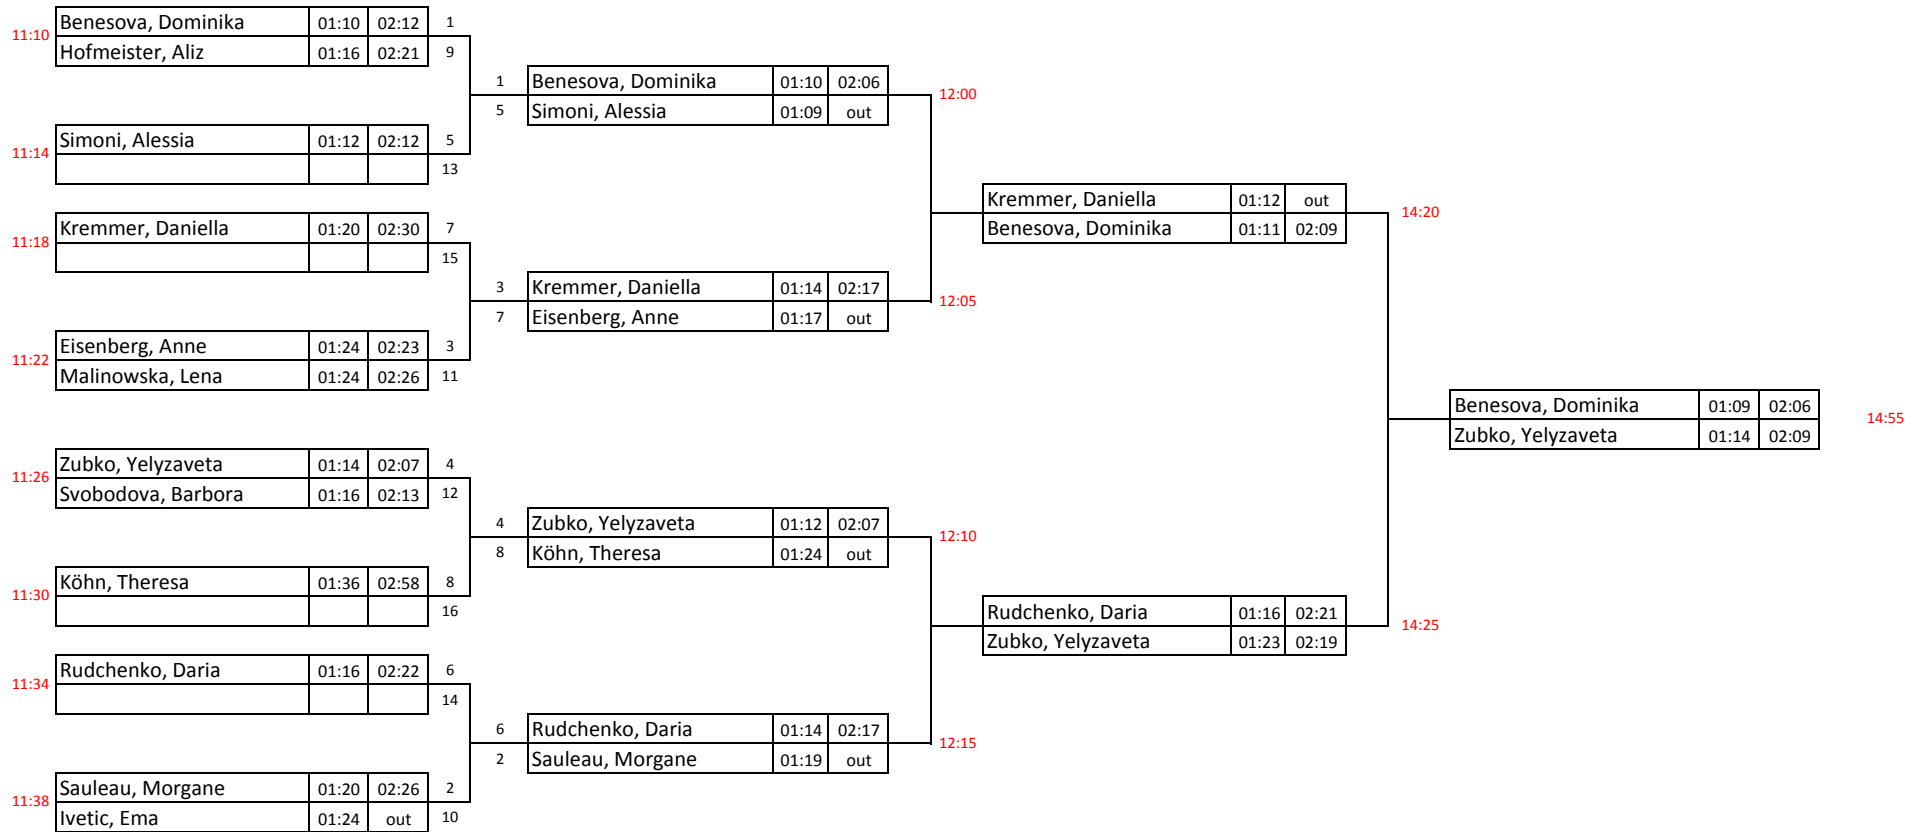 11:10
Benesova, Dominika 01:10 02:12 1
Hofmeister, Aliz 01:16 02:21 9
11:14
Simoni, Alessia 01:12 02:12 5
13
11:18
Kremmer, Daniella 01:20 02:30 7
15
11:22
Eisenberg, Anne 01:24 02:23 3
Malinowska, Lena 01:24 02:26 11
11:26
Zubko, Yelyzaveta 01:14 02:07 4
Svobodova, Barbora 01:16 02:13 12
11:30
Köhn, Theresa 01:36 02:58 8
16
11:34
Rudchenko, Daria 01:16 02:22 6
14
11:38
Sauleau, Morgane 01:20 02:26 2
Ivetic, Ema 01:24 out 10
1 Benesova, Dominika 01:10 02:06
5 Simoni, Alessia 01:09 out
12:00
3 Kremmer, Daniella 01:14 02:17
7 Eisenberg, Anne 01:17 out
12:05
4 Zubko, Yelyzaveta 01:12 02:07
8 Köhn, Theresa 01:24 out
12:10
6 Rudchenko, Daria 01:14 02:17
2 Sauleau, Morgane 01:19 out
12:15
Kremmer, Daniella 01:12 out
Benesova, Dominika 01:11 02:09
14:20
Rudchenko, Daria 01:16 02:21
Zubko, Yelyzaveta 01:23 02:19
14:25
Benesova, Dominika 01:09 02:06
Zubko, Yelyzaveta 01:14 02:09
14:55